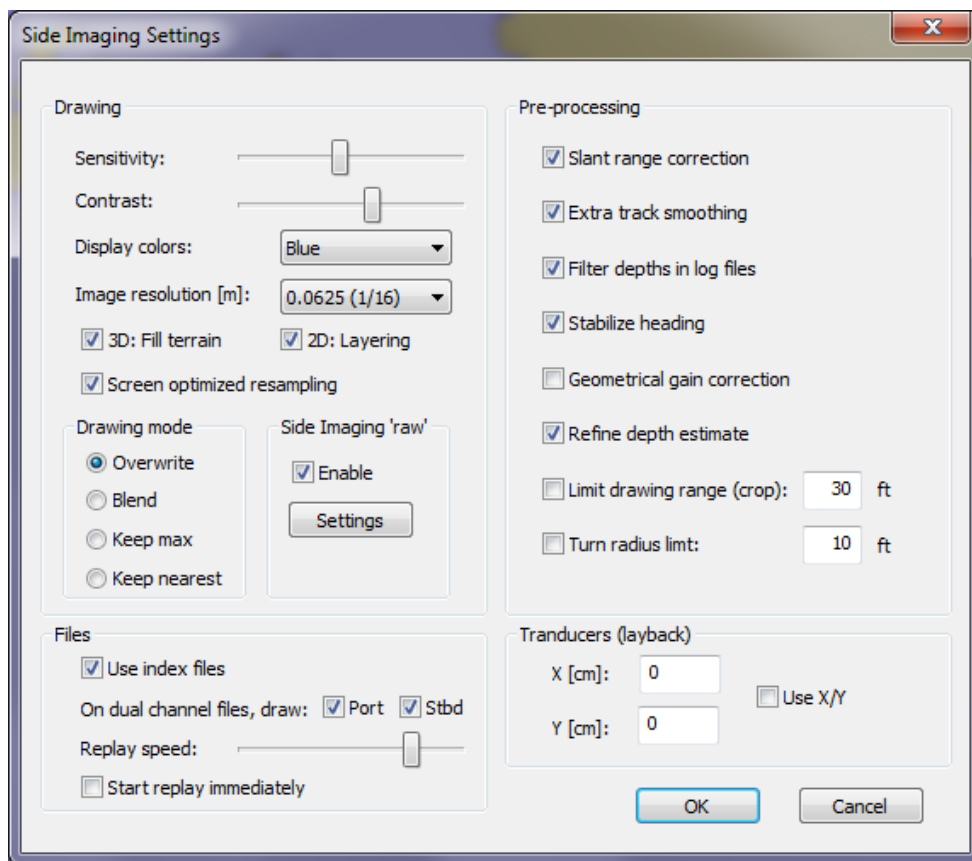 Side Imaging Settings
Drawing
Sensitivity:
Contrast:
Display colors:
Blue
Image resolution [m]:
0.0625 (1/16)
3D: Fill terrain
2D: Layering
Screen optimized resampling
Drawing mode
Overwrite
Blend
Keep max
Keep nearest
Side Imaging 'raw'
Enable
Settings
Pre-processing
Slant range correction
Extra track smoothing
Filter depths in log files
Stabilize heading
Geometrical gain correction
Refine depth estimate
Limit drawing range (crop): 30 ft
Turn radius limt: 10 ft
Files
Use index files
On dual channel files, draw: Port Stbd
Replay speed:
Start replay immediately
Tranducers (layback)
X [cm]: 0
Y [cm]: 0
Use X/Y
OK
Cancel